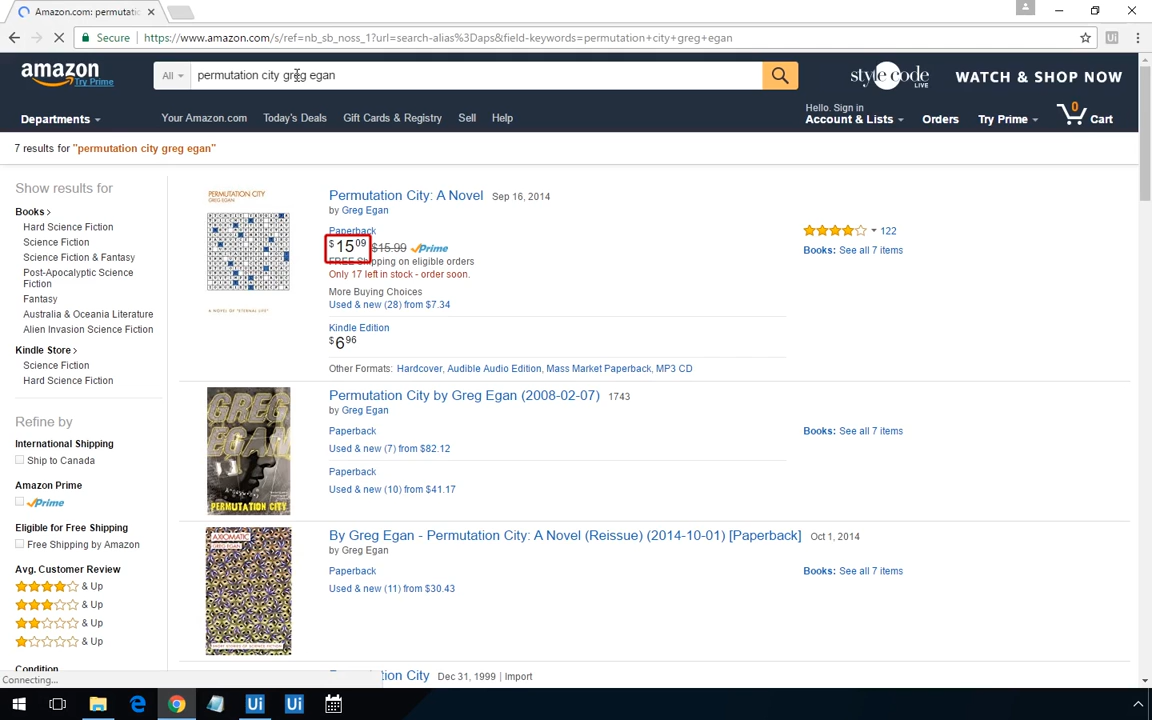 Amazon.com: permutatio
Secure https://www.amazon.com/s/ref=nb_sb_noss_1?url=search-alias%3Daps&field-keywords=permutation+city+greg+egan
amazon
Try Prime
All
permutation city greg egan
style code LIVE
WATCH & SHOP NOW
Departments
Your Amazon.com
Today's Deals
Gift Cards & Registry
Sell
Help
Hello. Sign in
Account & Lists
Orders
Try Prime
0
Cart
7 results for "permutation city greg egan"
Show results for
Books >
Hard Science Fiction
Science Fiction
Science Fiction & Fantasy
Post-Apocalyptic Science
Fiction
Fantasy
Australia & Oceania Literature
Alien Invasion Science Fiction
Kindle Store >
Science Fiction
Hard Science Fiction
Refine by
International Shipping
Ship to Canada
Amazon Prime
Prime
Eligible for Free Shipping
Free Shipping by Amazon
Avg. Customer Review
& Up
& Up
& Up
& Up
Condition
PERMUTATION CITY
GREG EGAN
Permutation City: A Novel Sep 16, 2014
by Greg Egan
Paperback
$15 09 $15.99 Prime
FREE Shipping on eligible orders
Only 17 left in stock - order soon.
More Buying Choices
Used & new (28) from $7.34
Kindle Edition
$6 96
Other Formats: Hardcover, Audible Audio Edition, Mass Market Paperback, MP3 CD
122
Books: See all 7 items
GREG
EGAN
PERMUTATION CITY
Permutation City by Greg Egan (2008-02-07) 1743
by Greg Egan
Paperback
Used & new (7) from $82.12
Paperback
Used & new (10) from $41.17
Books: See all 7 items
AXIOMATIC
GREG EGAN
By Greg Egan - Permutation City: A Novel (Reissue) (2014-10-01) [Paperback] Oct 1, 2014
by Greg Egan
Paperback
Used & new (11) from $30.43
Books: See all 7 items
Permutation City Dec 31, 1999 | Import
Connecting...
Ui
Ui
Ui